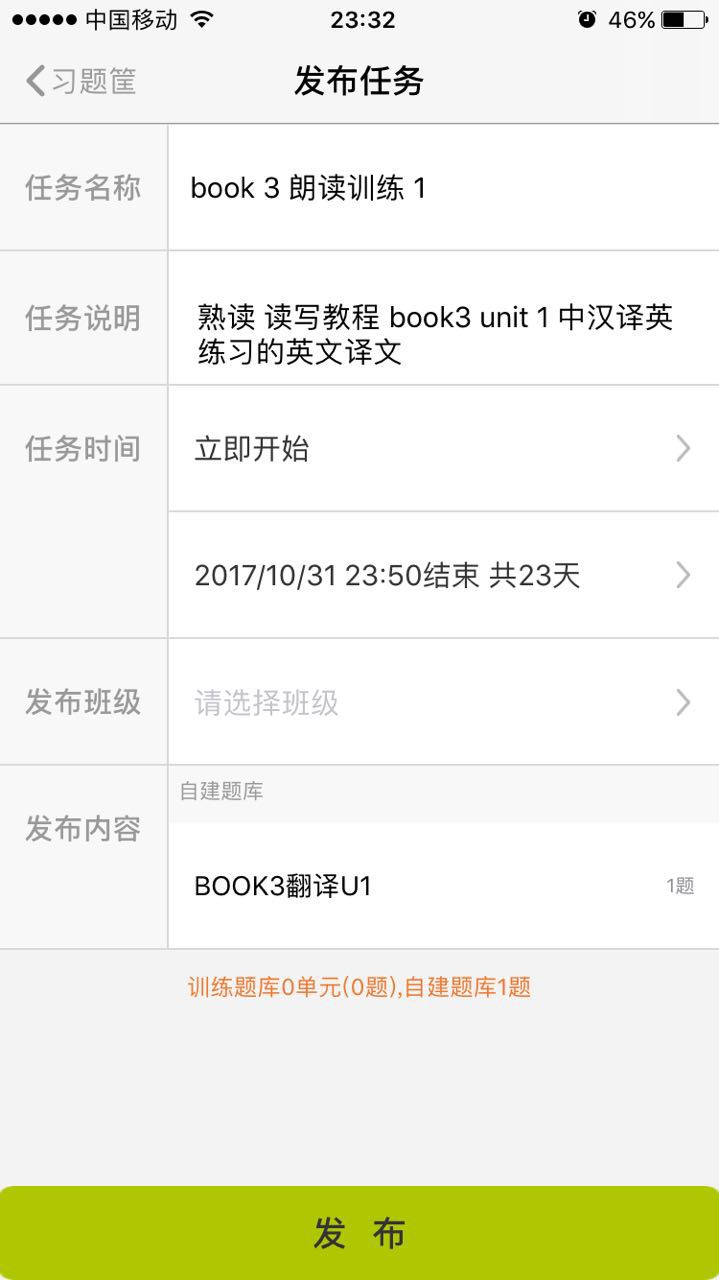 中国移动 23:32 46%
习题筐 发布任务
任务名称 book 3 朗读训练 1
任务说明 熟读 读写教程 book3 unit 1 中汉译英
练习的英文译文
任务时间 立即开始
2017/10/31 23:50结束 共23天
发布班级 请选择班级
自建题库
发布内容
BOOK3翻译U1 1题
训练题库0单元(0题),自建题库1题
发 布